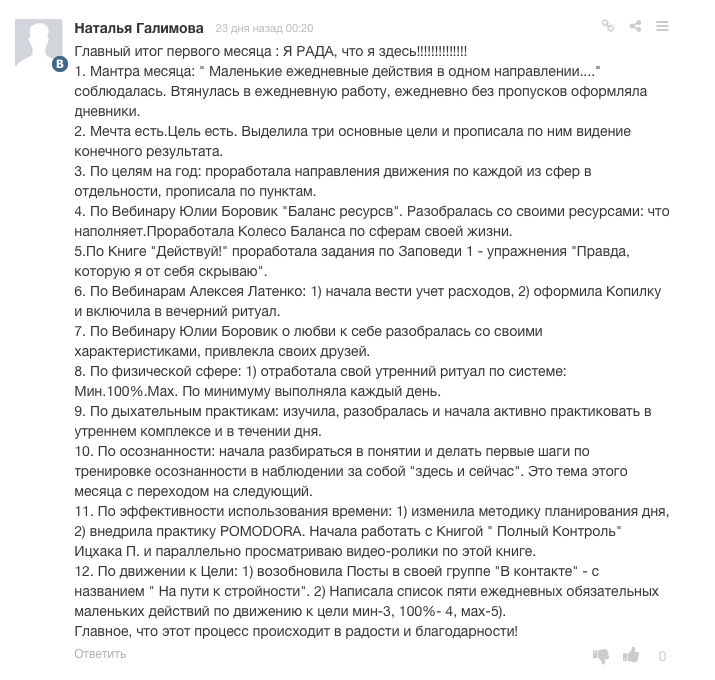 Наталья Галимова 23 дня назад 00:20
Главный итог первого месяца : Я РАДА, что я здесь!!!!!!!!!!!!!!
1. Мантра месяца: " Маленькие ежедневные действия в одном направлении...."
соблюдалась. Втянулась в ежедневную работу, ежедневно без пропусков оформляла
дневники.
2. Мечта есть.Цель есть. Выделила три основные цели и прописала по ним видение
конечного результата.
3. По целям на год: проработала направления движения по каждой из сфер в
отдельности, прописала по пунктам.
4. По Вебинару Юлии Боровик "Баланс ресурсв". Разобралась со своими ресурсами: что
наполняет.Проработала Колесо Баланса по сферам своей жизни.
5.По Книге "Действуй!" проработала задания по Заповеди 1 - упражнения "Правда,
которую я от себя скрываю".
6. По Вебинарам Алексея Латенко: 1) начала вести учет расходов, 2) оформила Копилку
и включила в вечерний ритуал.
7. По Вебинару Юлии Боровик о любви к себе разобралась со своими
характеристиками, привлекла своих друзей.
8. По физической сфере: 1) отработала свой утренний ритуал по системе:
Мин.100%.Мах. По минимуму выполняла каждый день.
9. По дыхательным практикам: изучила, разобралась и начала активно практиковать в
утреннем комплексе и в течении дня.
10. По осознанности: начала разбираться в понятии и делать первые шаги по
тренировке осознанности в наблюдении за собой "здесь и сейчас". Это тема этого
месяца с переходом на следующий.
11. По эффективности использования времени: 1) изменила методику планирования дня,
2) внедрила практику POMODORA. Начала работать с Книгой " Полный Контроль"
Ицхака П. и параллельно просматриваю видео-ролики по этой книге.
12. По движении к Цели: 1) возобновила Посты в своей группе "В контакте" - с
названием " На пути к стройности". 2) Написала список пяти ежедневных обязательных
маленьких действий по движению к цели мин-3, 100%- 4, мах-5).
Главное, что этот процесс происходит в радости и благодарности!
Ответить 0